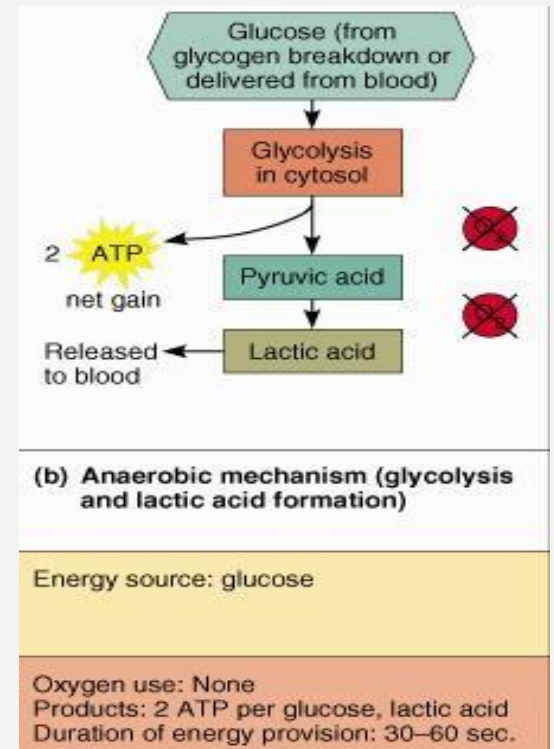 Glucose (from
glycogen breakdown or
delivered from blood)
Glycolysis
in cytosol
2 ATP
net gain
Pyruvic acid
O2
Released
to blood
Lactic acid
O2
(b) Anaerobic mechanism (glycolysis
and lactic acid formation)
Energy source: glucose
Oxygen use: None
Products: 2 ATP per glucose, lactic acid
Duration of energy provision: 30–60 sec.